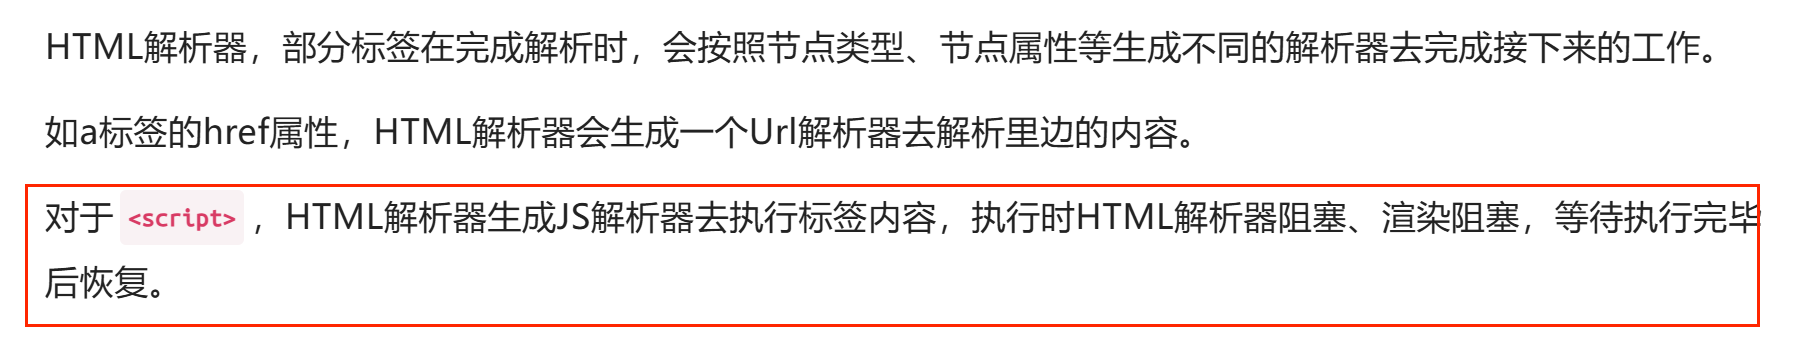 HTML解析器，部分标签在完成解析时，会按照节点类型、节点属性等生成不同的解析器去完成接下来的工作。
如a标签的href属性，HTML解析器会生成一个Url解析器去解析里边的内容。
对于 <script> ，HTML解析器生成JS解析器去执行标签内容，执行时HTML解析器阻塞、渲染阻塞，等待执行完毕
后恢复。